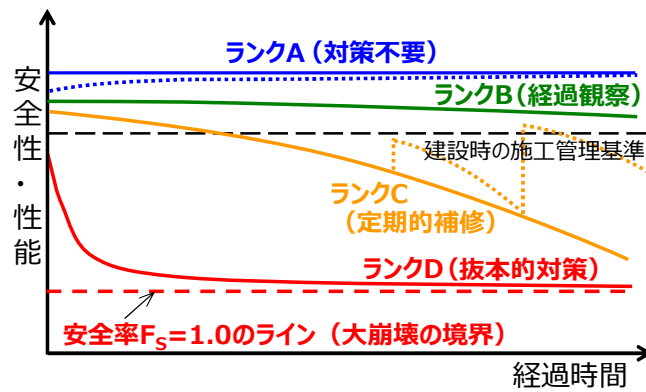 ランクA（対策不要）
安全性・性能
ランクB（経過観察）
建設時の施工管理基準
ランクC
（定期的補修）
ランクD（抜本的対策）
安全率FS=1.0のライン（大崩壊の境界）
経過時間